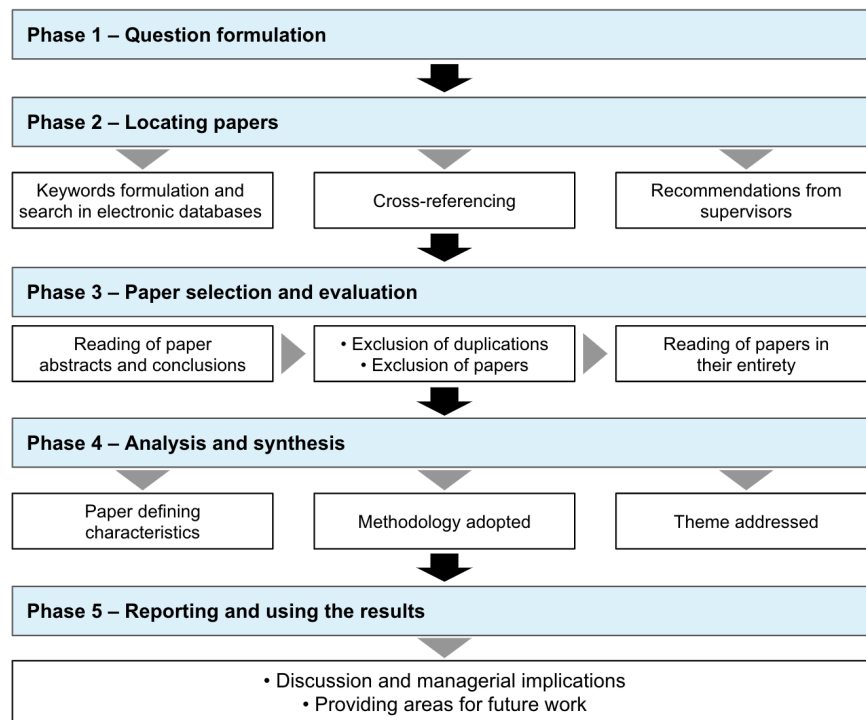 Phase 1 – Question formulation
Phase 2 – Locating papers
Keywords formulation and
search in electronic databases
Cross-referencing
Recommendations from
supervisors
Phase 3 – Paper selection and evaluation
Reading of paper
abstracts and conclusions
• Exclusion of duplications
• Exclusion of papers
Reading of papers in
their entirety
Phase 4 – Analysis and synthesis
Paper defining
characteristics
Methodology adopted
Theme addressed
Phase 5 – Reporting and using the results
• Discussion and managerial implications
• Providing areas for future work